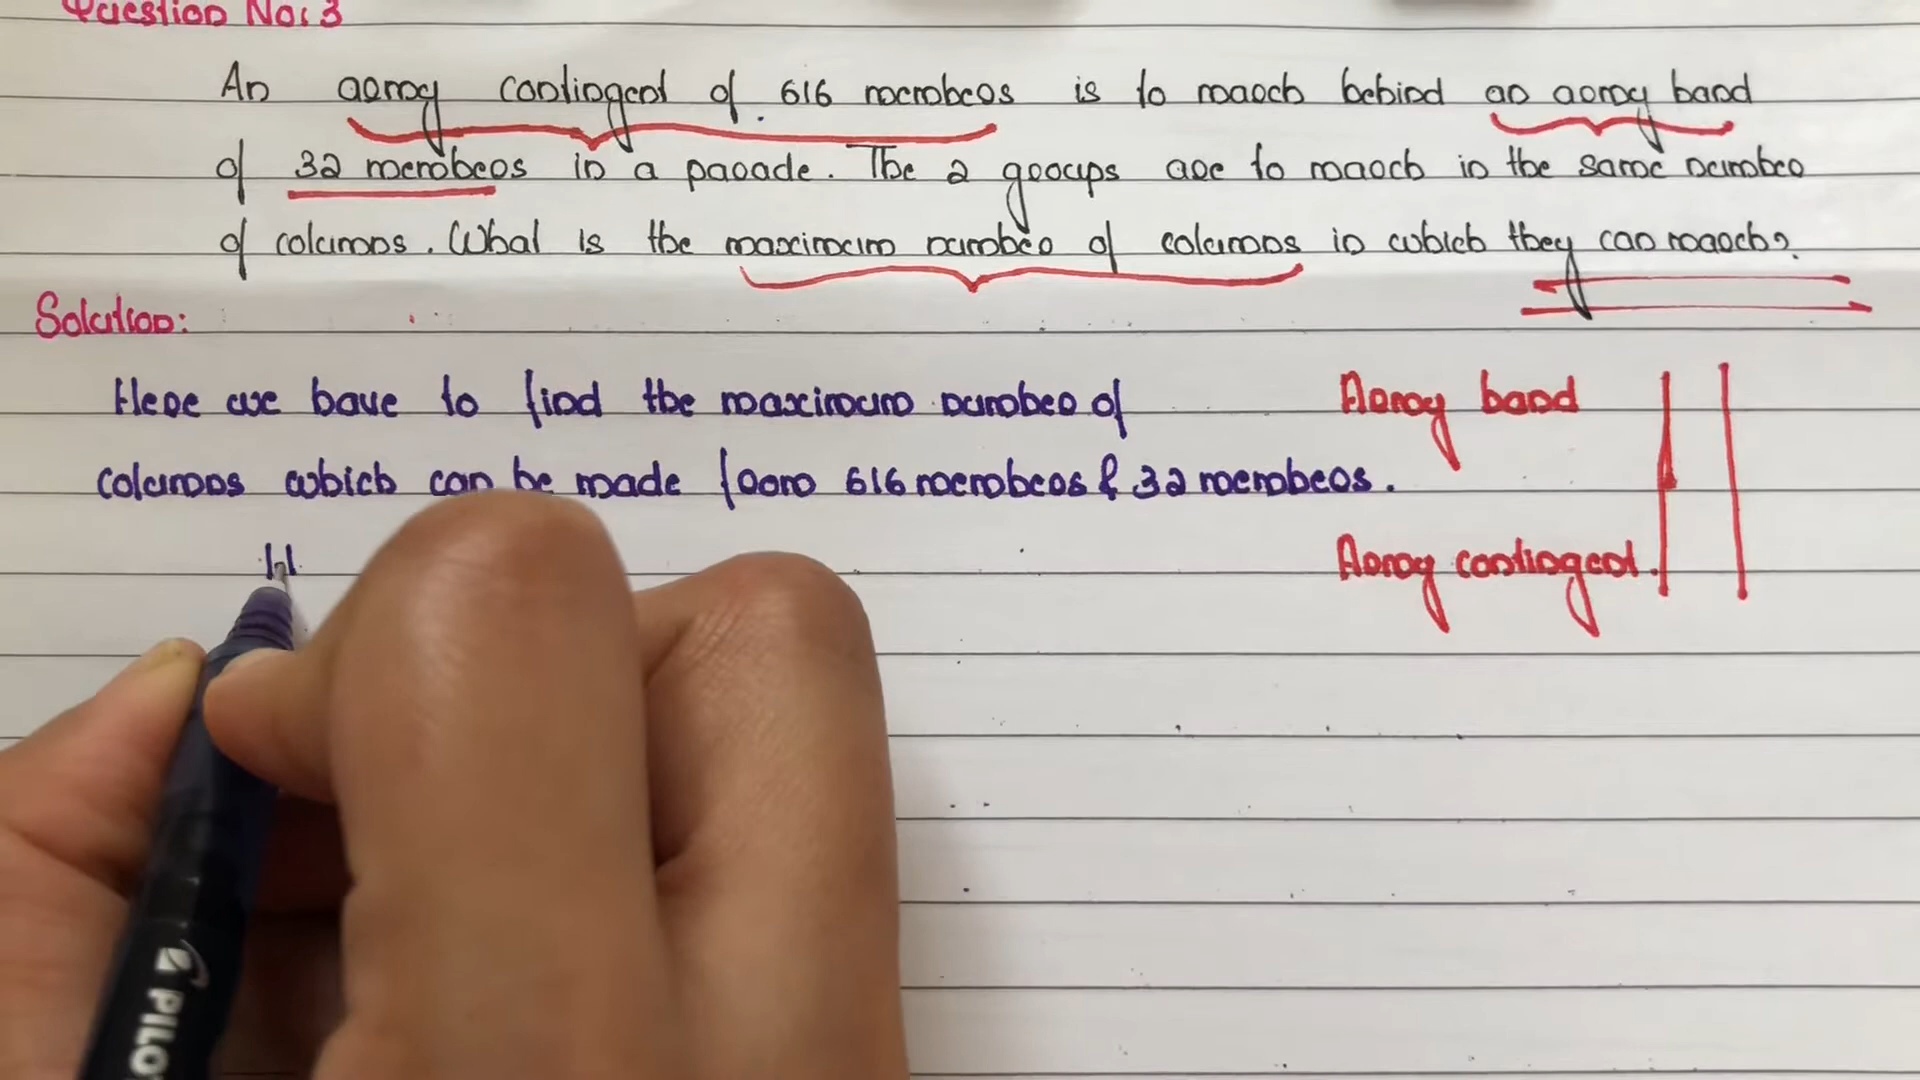 Question No: 3
An army contingent of 616 members is to march behind an army band
of 32 members in a parade. The 2 groups are to march in the same number
of columns. What is the maximum number of columns in which they can march?
Solution:
Here we have to find the maximum number of
columns which can be made from 616 members & 32 members.
Army band
Army contingent.
PILO